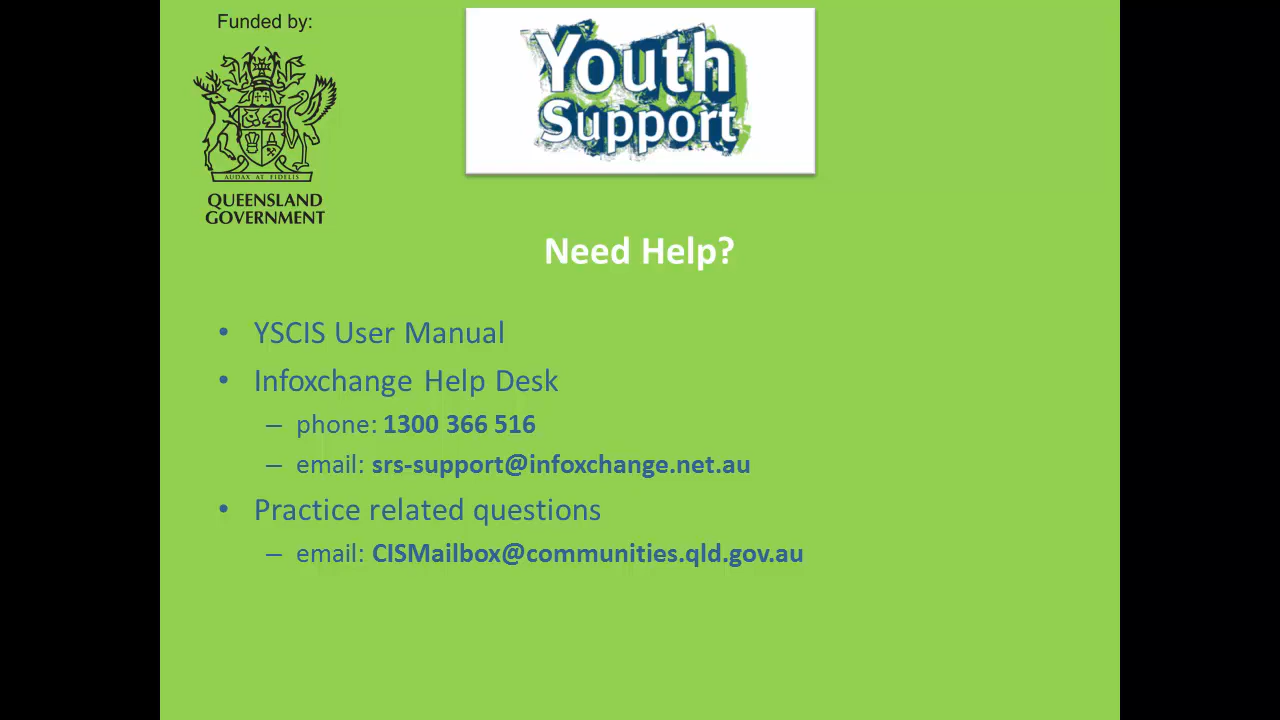 Funded by:
Youth
Support
AUDAX AT FIDELIS
QUEENSLAND
GOVERNMENT
Need Help?
• YSCIS User Manual
• Infoxchange Help Desk
– phone: 1300 366 516
– email: srs-support@infoxchange.net.au
• Practice related questions
– email: CISMailbox@communities.qld.gov.au